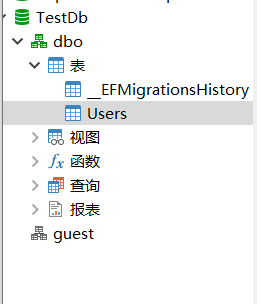 TestDb
dbo
表
__EFMigrationsHistory
Users
视图
函数
查询
报表
guest